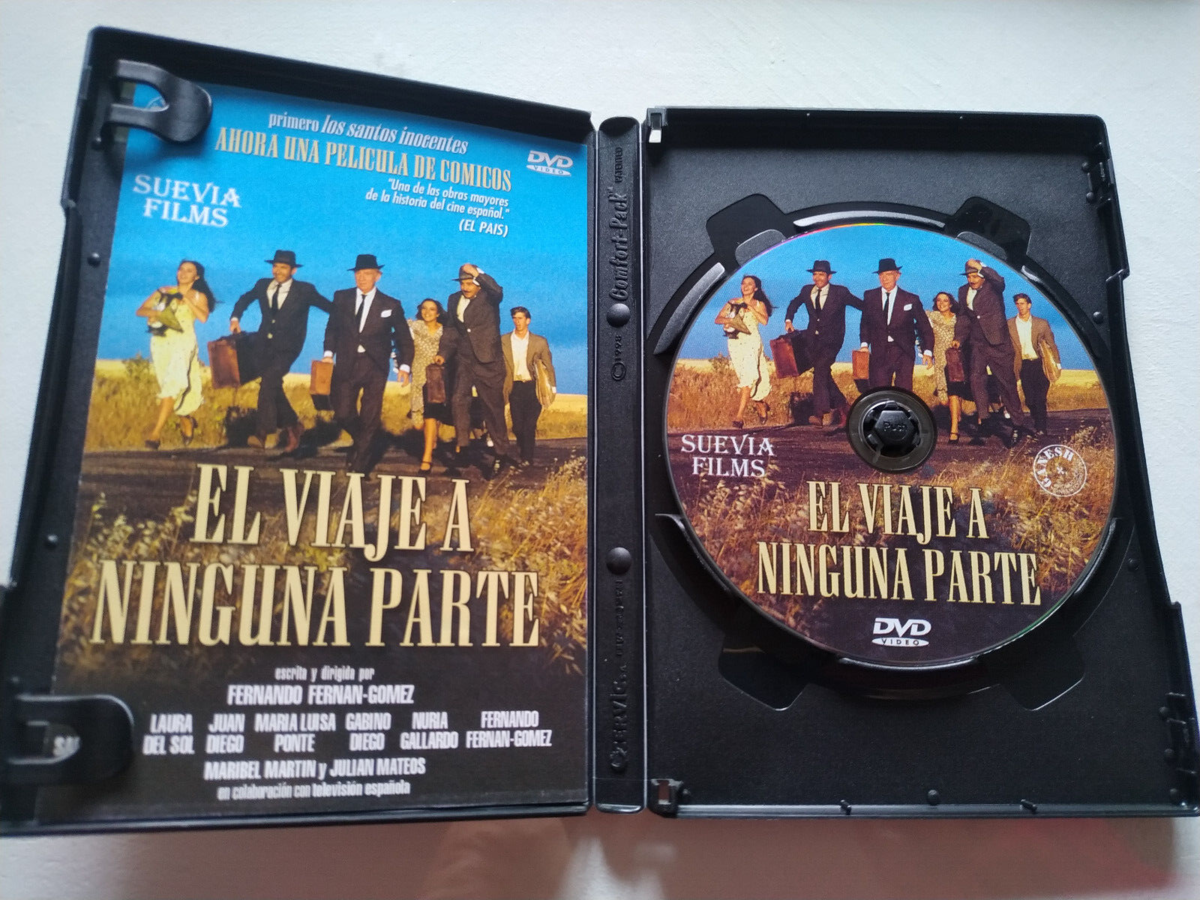 primero los santos inocentes
AHORA UNA PELICULA DE COMICOS
DVD
VIDEO
"Una de las obras mayores
de la historia del cine español."
(EL PAIS)
SUEVIA
FILMS
EL VIAJE A
NINGUNA PARTE
escrita y dirigida por
FERNANDO FERNAN-GOMEZ
LAURA DEL SOL
JUAN DIEGO
MARIA LUISA PONTE
GABINO DIEGO
NURIA GALLARDO
FERNANDO FERNAN-GOMEZ
MARIBEL MARTIN y JULIAN MATEOS
en colaboración con televisión española
Comfort-Pack
©1998
SUEVIA
FILMS
GANESH
EL VIAJE A
NINGUNA PARTE
DVD
VIDEO